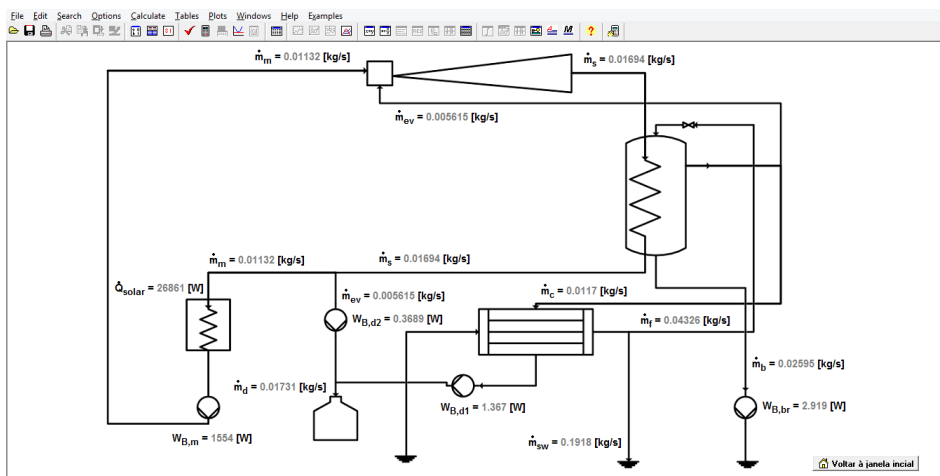 File Edit Search Options Calculate Tables Plots Windows Help Examples
ṁm = 0.01132 [kg/s]
ṁs = 0.01694 [kg/s]
ṁev = 0.005615 [kg/s]
ṁm = 0.01132 [kg/s]
ṁs = 0.01694 [kg/s]
Q̇solar = 26861 [W]
ṁev = 0.005615 [kg/s]
ṁc = 0.0117 [kg/s]
WB,d2 = 0.3689 [W]
ṁf = 0.04326 [kg/s]
ṁb = 0.02595 [kg/s]
ṁd = 0.01731 [kg/s]
WB,d1 = 1.367 [W]
WB,br = 2.919 [W]
WB,m = 1554 [W]
ṁsw = 0.1918 [kg/s]
Voltar à janela incial